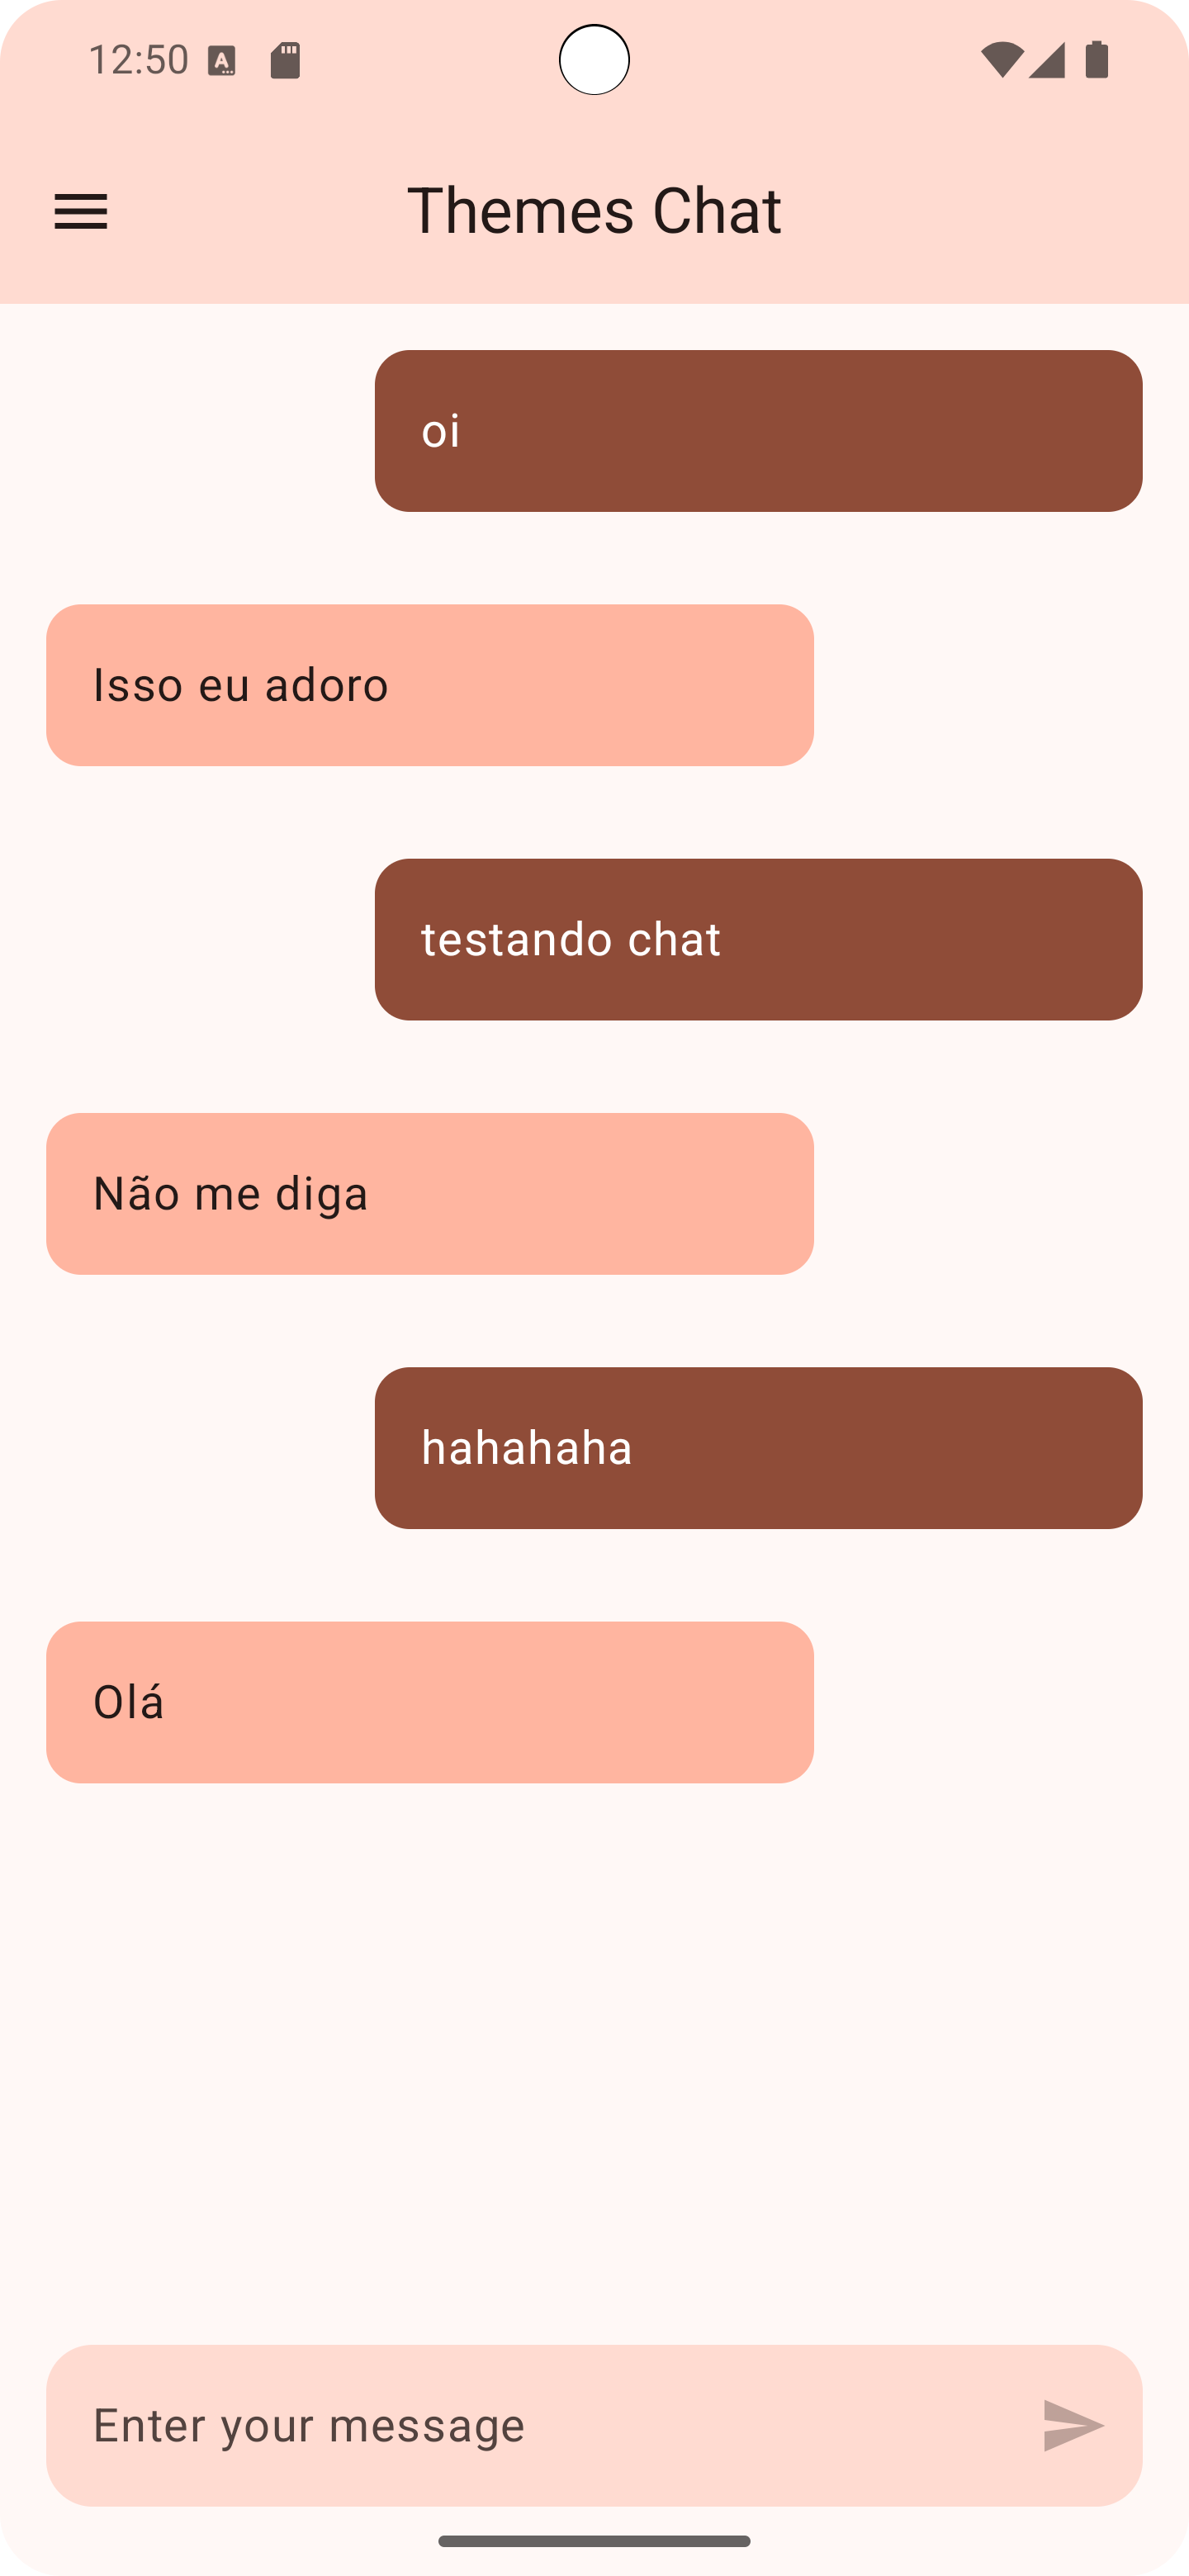 12:50
Themes Chat
oi
Isso eu adoro
testando chat
Não me diga
hahahaha
Olá
Enter your message